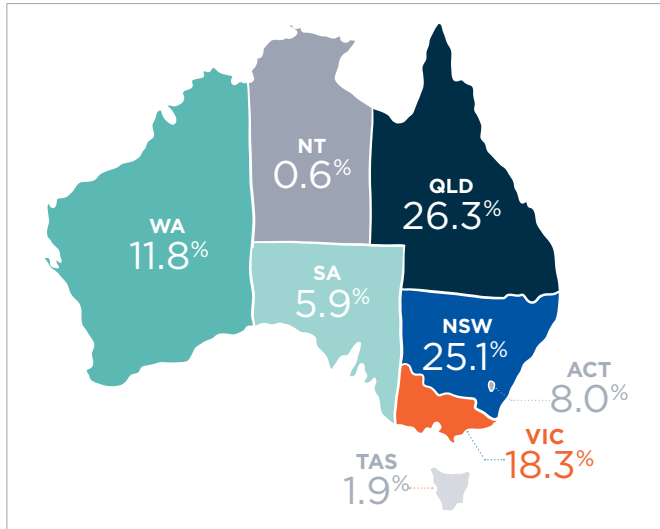 NT
0.6%
QLD
26.3%
WA
11.8%
SA
5.9%
NSW
25.1%
ACT
8.0%
VIC
18.3%
TAS
1.9%